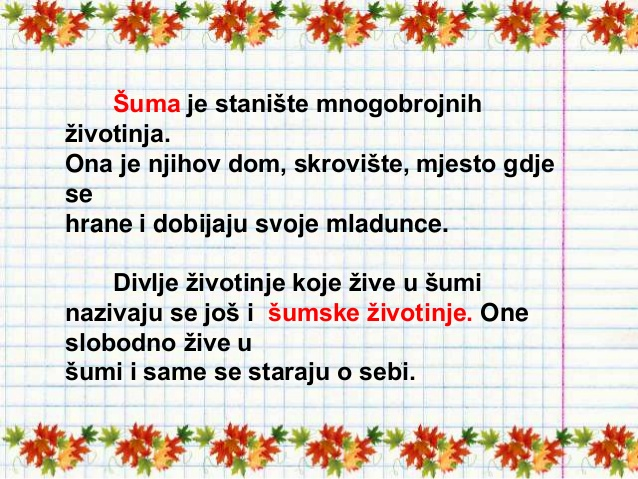 Šuma je stanište mnogobrojnih
životinja.
Ona je njihov dom, skrovište, mjesto gdje
se
hrane i dobijaju svoje mladunce.
Divlje životinje koje žive u šumi
nazivaju se još i šumske životinje. One
slobodno žive u
šumi i same se staraju o sebi.